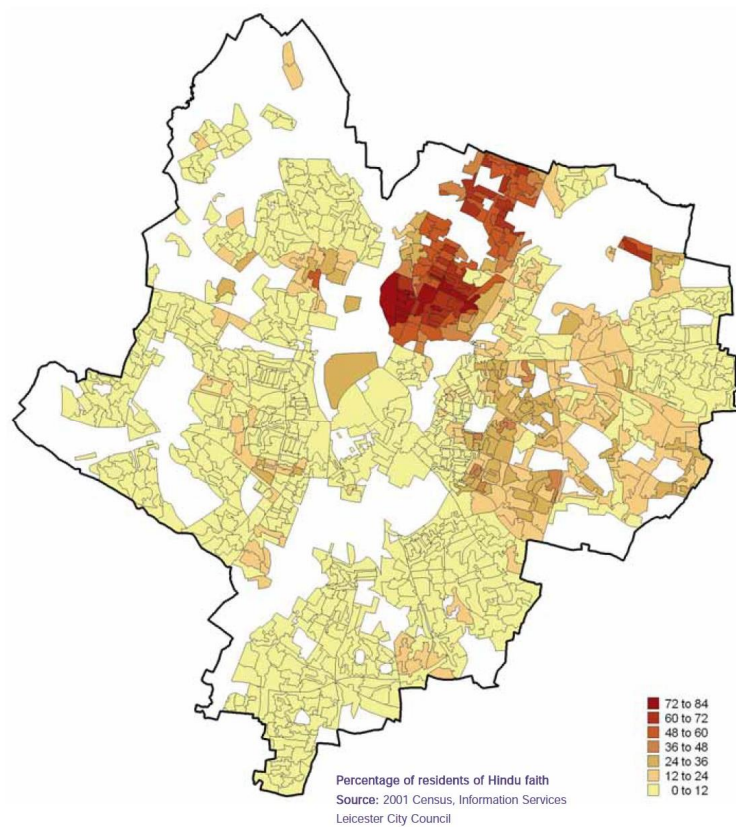 72 to 84
60 to 72
48 to 60
36 to 48
24 to 36
12 to 24
0 to 12
Percentage of residents of Hindu faith
Source: 2001 Census, Information Services
Leicester City Council